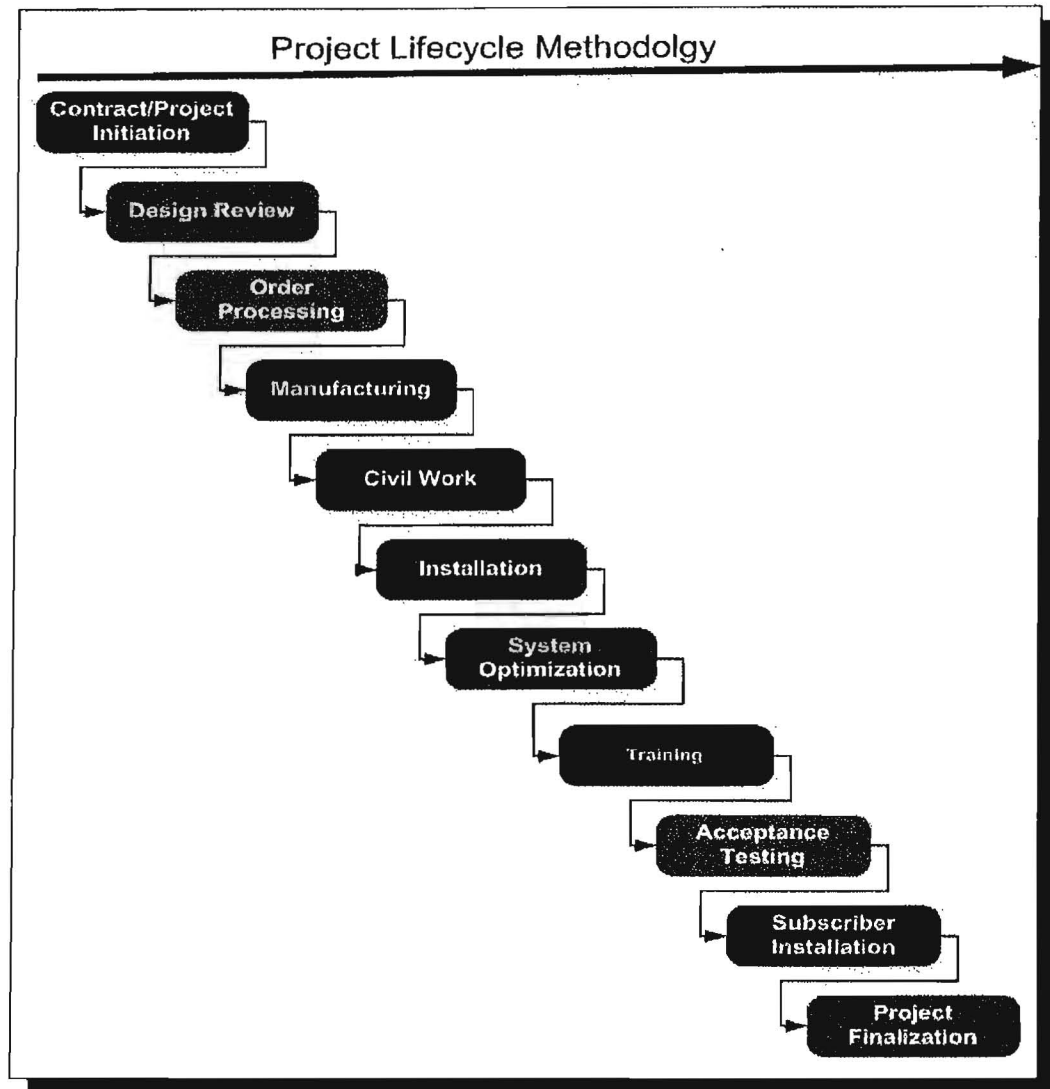 Project Lifecycle Methodolgy
Contract/Project
Initiation
Design Review
Order
Processing
Manufacturing
Civil Work
Installation
System
Optimization
Training
Acceptance
Testing
Subscriber
Installation
Project
Finalization